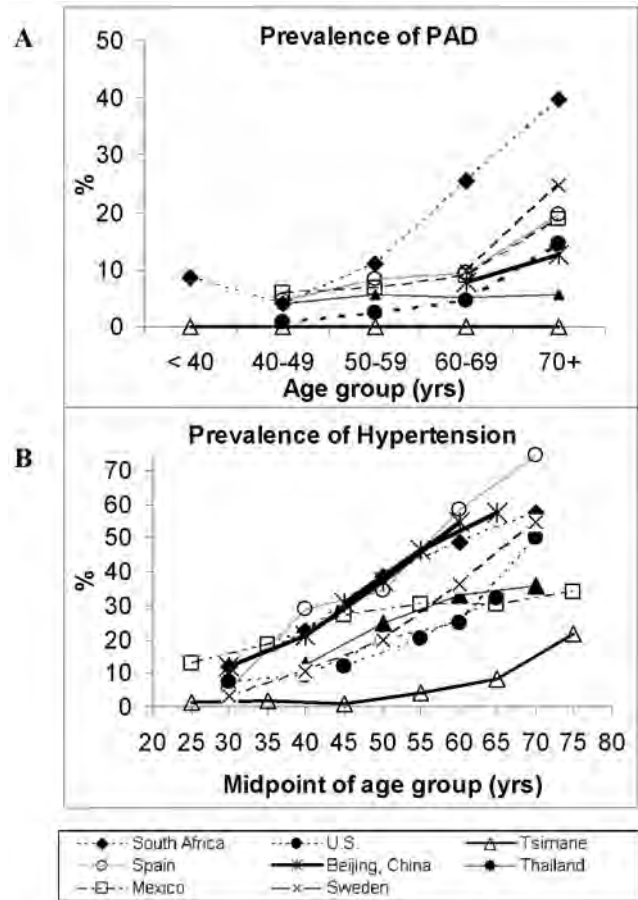 A
Prevalence of PAD
50
40
30
20
10
0
%
< 40 40-49 50-59 60-69 70+
Age group (yrs)
B
Prevalence of Hypertension
70
60
50
40
30
20
10
0
%
20 25 30 35 40 45 50 55 60 65 70 75 80
Midpoint of age group (yrs)
South Africa U.S. Tsimane
Spain Beijing, China Thailand
Mexico Sweden